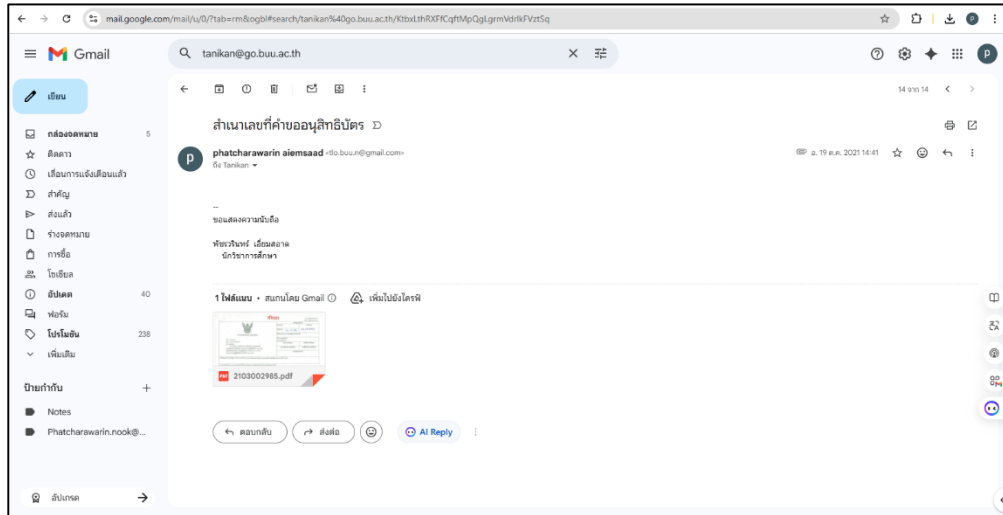 mail.google.com/mail/u/0/?tab=rm&ogbl#search/tanikan%40go.buu.ac.th/KtbxLthRXFfCqftMpQgLgrmVdrlkFVztSq
Gmail
tanikan@go.buu.ac.th
P
เขียน
14 จาก 14
กล่องจดหมาย 5
ติดดาว
เลื่อนการแจ้งเตือนแล้ว
สำคัญ
ส่งแล้ว
ร่างจดหมาย
การซื้อ
โซเชียล
อัปเดต 40
ฟอรัม
โปรโมชัน 238
เพิ่มเติม
ป้ายกำกับ
Notes
Phatcharawarin.nook@...
อัปเกรด
สำเนาเลขที่คำขออนุสิทธิบัตร
P
phatcharawarin aiemsaad <tlo.buu.n@gmail.com>
อ. 19 ต.ค. 2021 14:41
ถึง Tanikan
--
ขอแสดงความนับถือ
พัชรวรินทร์ เอี่ยมสอาด
นักวิชาการศึกษา
1 ไฟล์แนบ • สแกนโดย Gmail เพิ่มไปยังไดรฟ์
PDF 2103002985.pdf
ตอบกลับ ส่งต่อ AI Reply